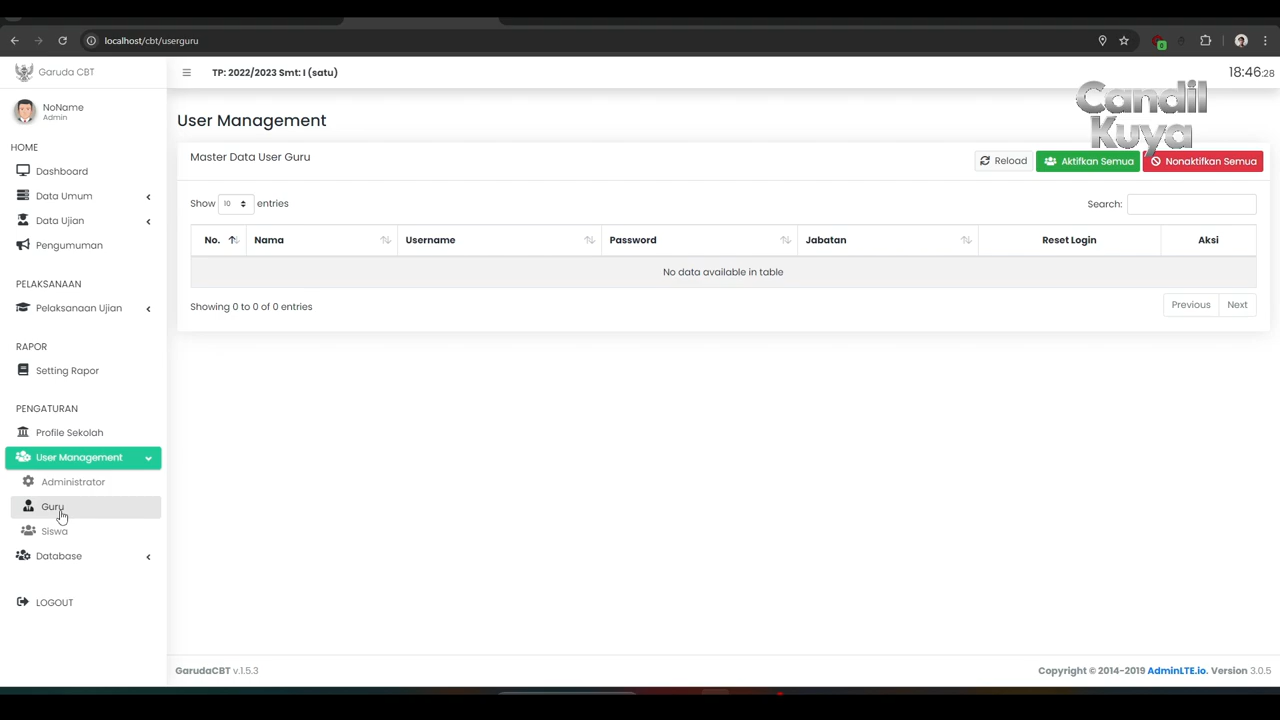 localhost/cbt/userguru
Garuda CBT
TP: 2022/2023 Smt: I (satu)
18:46:28
Candil
Kuya
NoName
Admin
HOME
Dashboard
Data Umum
Data Ujian
Pengumuman
PELAKSANAAN
Pelaksanaan Ujian
RAPOR
Setting Rapor
PENGATURAN
Profile Sekolah
User Management
Administrator
Guru
Siswa
Database
LOGOUT
User Management
Master Data User Guru
Reload
Aktifkan Semua
Nonaktifkan Semua
Show 10 entries
Search:
No. Nama Username Password Jabatan Reset Login Aksi
No data available in table
Showing 0 to 0 of 0 entries
Previous Next
GarudaCBT v.1.5.3
Copyright © 2014-2019 AdminLTE.io. Version 3.0.5